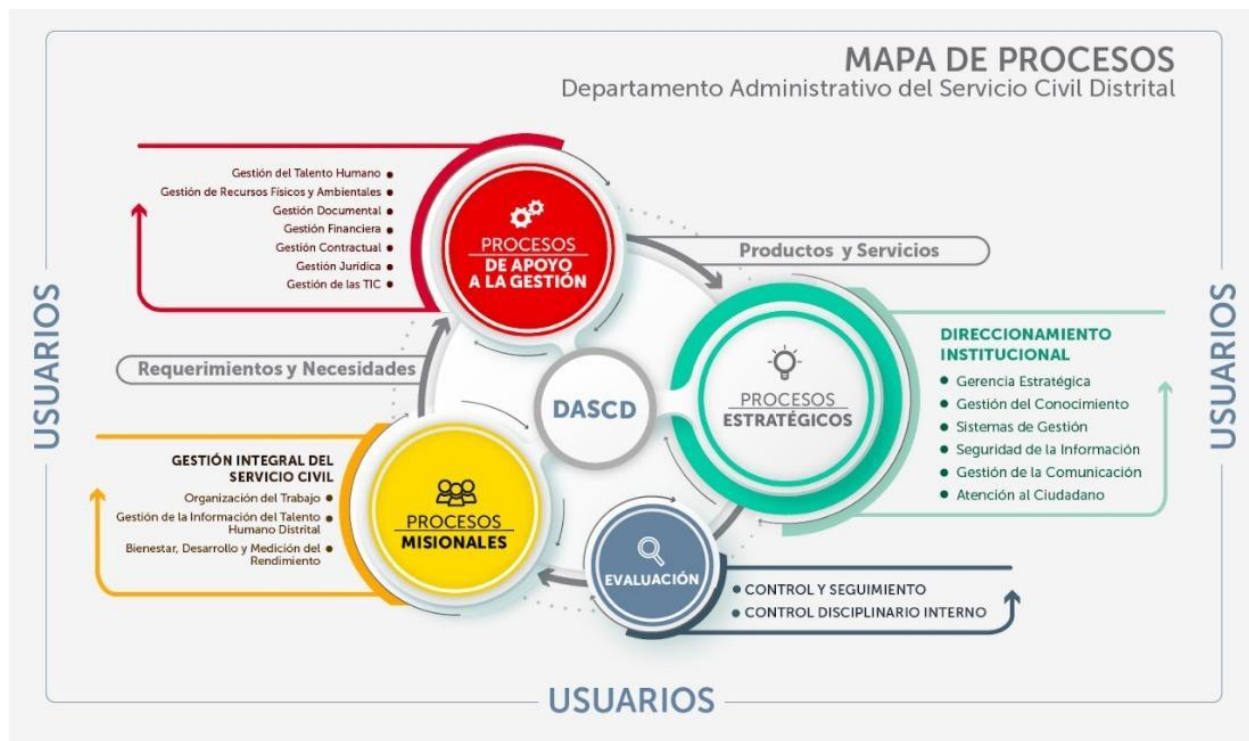 MAPA DE PROCESOS
Departamento Administrativo del Servicio Civil Distrital
Gestión del Talento Humano
Gestión de Recursos Físicos y Ambientales
Gestión Documental
Gestión Financiera
Gestión Contractual
Gestión Jurídica
Gestión de las TIC
PROCESOS
DE APOYO
A LA GESTIÓN
Productos y Servicios
USUARIOS
Requerimientos y Necesidades
DASCD
PROCESOS
ESTRATÉGICOS
DIRECCIONAMIENTO
INSTITUCIONAL
Gerencia Estratégica
Gestión del Conocimiento
Sistemas de Gestión
Seguridad de la Información
Gestión de la Comunicación
Atención al Ciudadano
USUARIOS
GESTIÓN INTEGRAL DEL
SERVICIO CIVIL
Organización del Trabajo
Gestión de la Información del Talento
Humano Distrital
Bienestar, Desarrollo y Medición del
Rendimiento
PROCESOS
MISIONALES
EVALUACIÓN
CONTROL Y SEGUIMIENTO
CONTROL DISCIPLINARIO INTERNO
USUARIOS